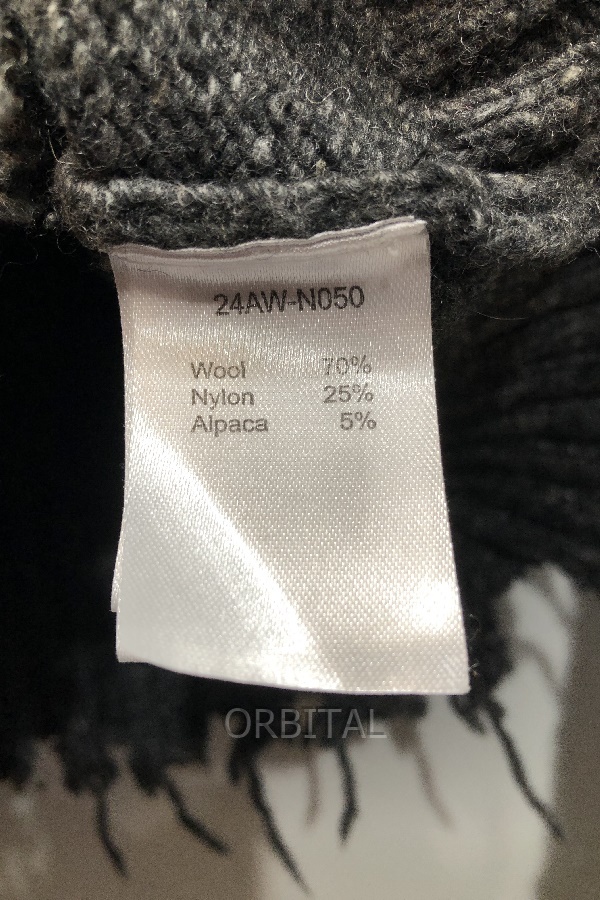 24AW-N050
Wool 70%
Nylon 25%
Alpaca 5%
ORBITAL